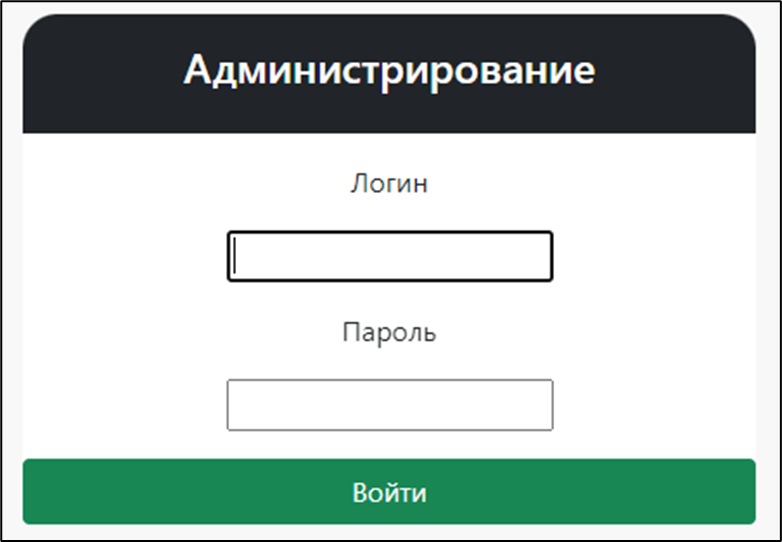 Администрирование
Логин
Пароль
Войти